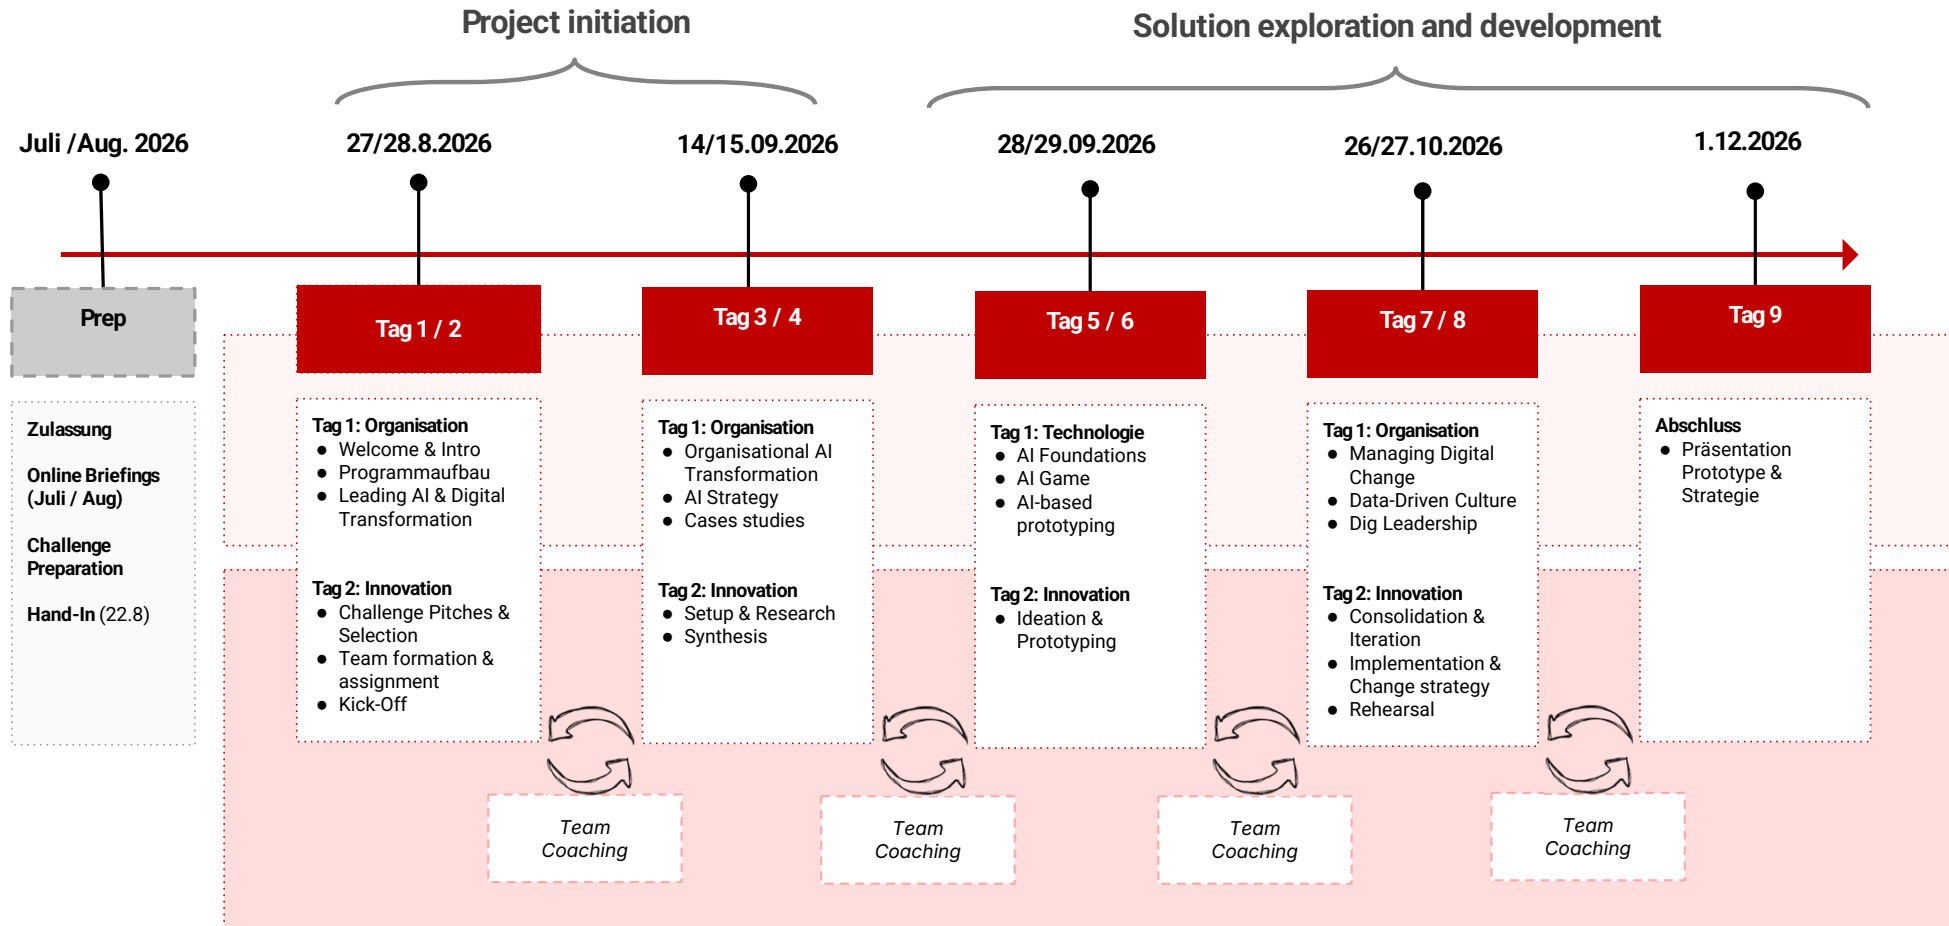 Project initiation
Solution exploration and development
Juli /Aug. 2026
27/28.8.2026
14/15.09.2026
28/29.09.2026
26/27.10.2026
1.12.2026
Prep
Tag 1 / 2
Tag 3 / 4
Tag 5 / 6
Tag 7 / 8
Tag 9
Zulassung
Online Briefings
(Juli / Aug)
Challenge
Preparation
Hand-In (22.8)
Tag 1: Organisation
● Welcome & Intro
● Programmaufbau
● Leading AI & Digital
Transformation
Tag 2: Innovation
● Challenge Pitches &
Selection
● Team formation &
assignment
● Kick-Off
Tag 1: Organisation
● Organisational AI
Transformation
● AI Strategy
● Cases studies
Tag 2: Innovation
● Setup & Research
● Synthesis
Tag 1: Technologie
● AI Foundations
● AI Game
● AI-based
prototyping
Tag 2: Innovation
● Ideation &
Prototyping
Tag 1: Organisation
● Managing Digital
Change
● Data-Driven Culture
● Dig Leadership
Tag 2: Innovation
● Consolidation &
Iteration
● Implementation &
Change strategy
● Rehearsal
Abschluss
● Präsentation
Prototype &
Strategie
Team
Coaching
Team
Coaching
Team
Coaching
Team
Coaching